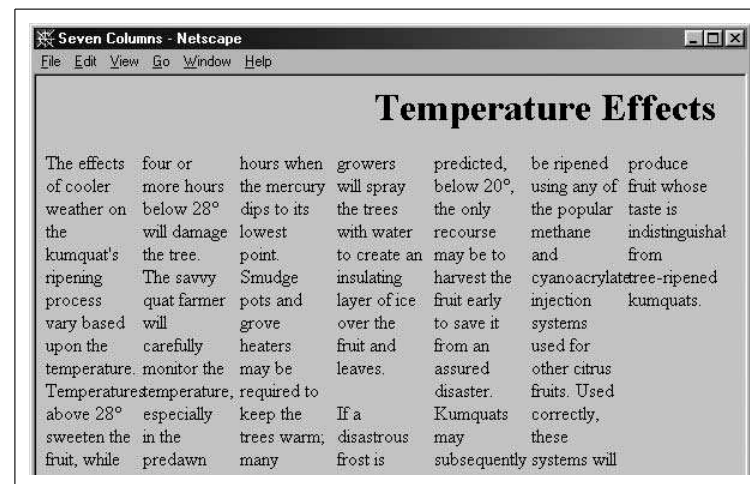 Seven Columns - Netscape
File Edit View Go Window Help
Temperature Effects
The effects
of cooler
weather on
the
kumquat's
ripening
process
vary based
upon the
temperature.
Temperatures
above 28°
sweeten the
fruit, while
four or
more hours
below 28°
will damage
the tree.
The savvy
quat farmer
will
carefully
monitor the
temperature,
especially
in the
predawn
hours when
the mercury
dips to its
lowest
point.
Smudge
pots and
grove
heaters
may be
required to
keep the
trees warm;
many
growers
will spray
the trees
with water
to create an
insulating
layer of ice
over the
fruit and
leaves.
If a
disastrous
frost is
predicted,
below 20°,
the only
recourse
may be to
harvest the
fruit early
to save it
from an
assured
disaster.
Kumquats
may
subsequently
be ripened
using any of
the popular
methane
and
cyanoacrylate
injection
systems
used for
other citrus
fruits. Used
correctly,
these
systems will
produce
fruit whose
taste is
indistinguishab
from
tree-ripened
kumquats.